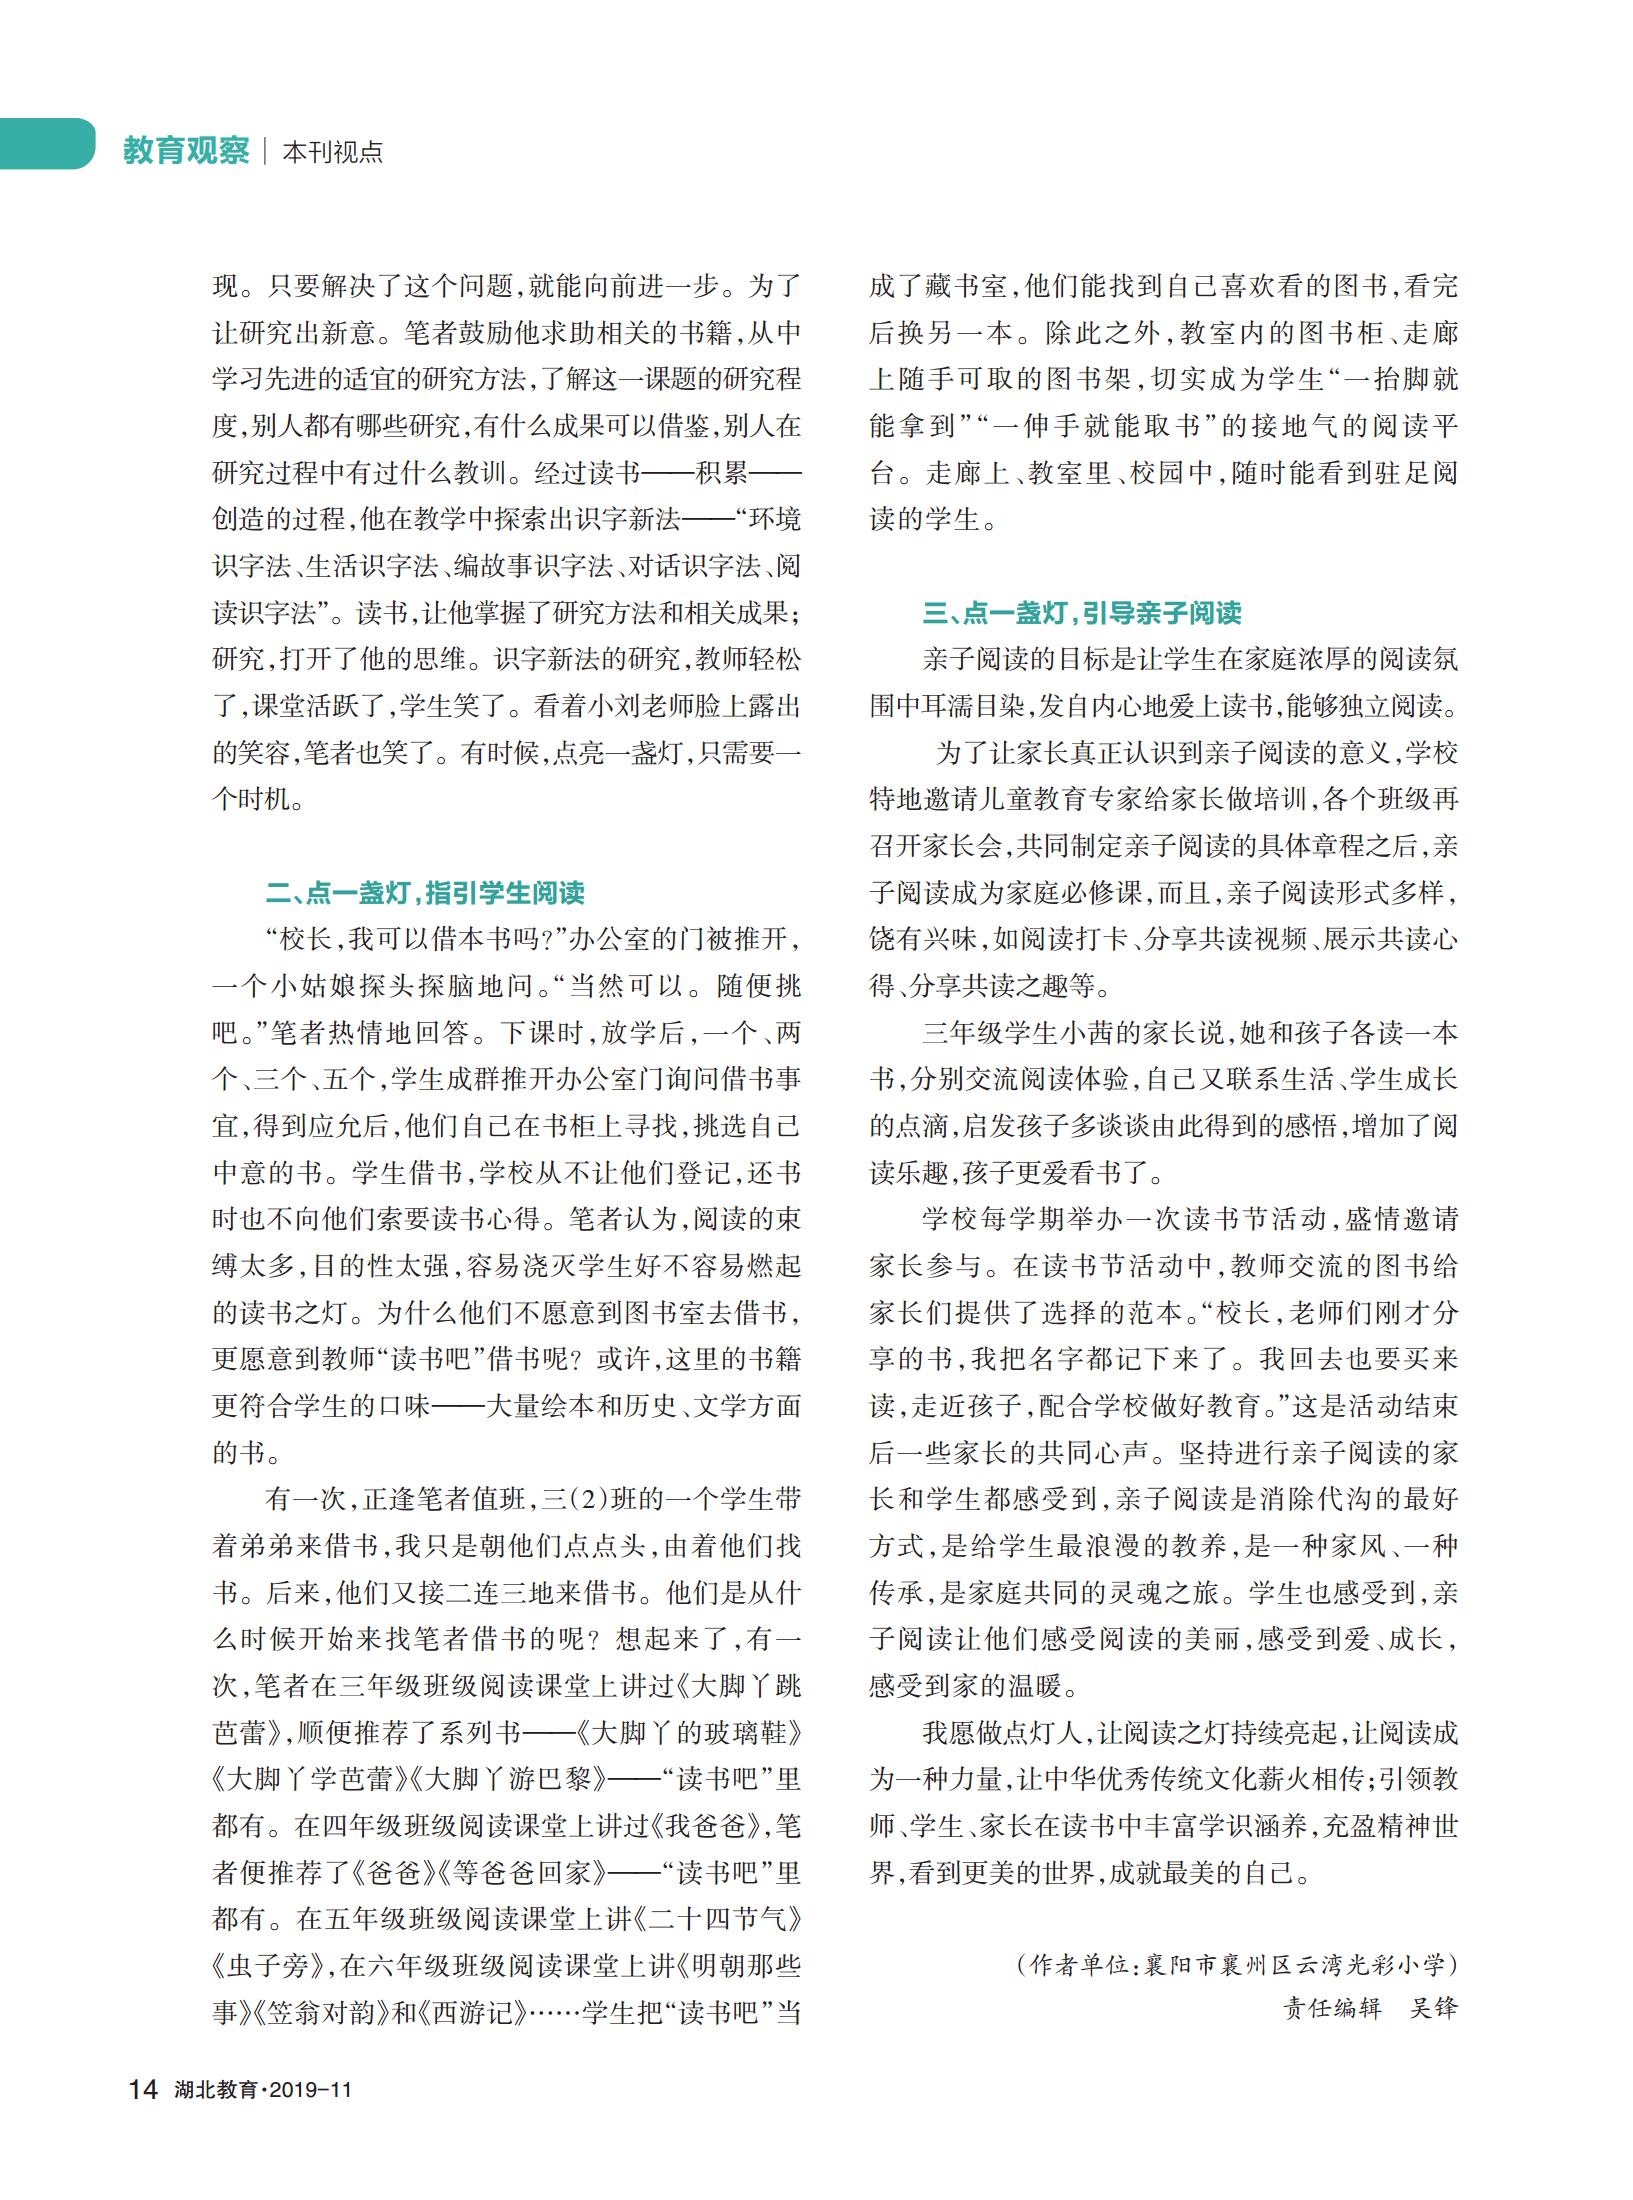 教育观察｜本刊视点
现。只要解决了这个问题,就能向前进一步。为了
让研究出新意。笔者鼓励他求助相关的书籍,从中
学习先进的适宜的研究方法,了解这一课题的研究程
度,别人都有哪些研究,有什么成果可以借鉴,别人在
研究过程中有过什么教训。经过读书——积累——
创造的过程,他在教学中探索出识字新法——“环境
识字法、生活识字法、编故事识字法、对话识字法、阅
读识字法”。读书,让他掌握了研究方法和相关成果;
研究,打开了他的思维。识字新法的研究,教师轻松
了,课堂活跃了,学生笑了。看着小刘老师脸上露出
的笑容,笔者也笑了。有时候,点亮一盏灯,只需要一
个时机。
二、点一盏灯,指引学生阅读
“校长,我可以借本书吗?”办公室的门被推开,
一个小姑娘探头探脑地问。“当然可以。随便挑
吧。”笔者热情地回答。下课时,放学后,一个、两
个、三个、五个,学生成群推开办公室门询问借书事
宜,得到应允后,他们自己在书柜上寻找,挑选自己
中意的书。学生借书,学校从不让他们登记,还书
时也不向他们索要读书心得。笔者认为,阅读的束
缚太多,目的性太强,容易浇灭学生好不容易燃起
的读书之灯。为什么他们不愿意到图书室去借书,
更愿意到教师“读书吧”借书呢?或许,这里的书籍
更符合学生的口味——大量绘本和历史、文学方面
的书。
有一次,正逢笔者值班,三(2)班的一个学生带
着弟弟来借书,我只是朝他们点点头,由着他们找
书。后来,他们又接二连三地来借书。他们是从什
么时候开始来找笔者借书的呢?想起来了,有一
次,笔者在三年级班级阅读课堂上讲过《大脚丫跳
芭蕾》,顺便推荐了系列书——《大脚丫的玻璃鞋》
《大脚丫学芭蕾》《大脚丫游巴黎》——“读书吧”里
都有。在四年级班级阅读课堂上讲过《我爸爸》,笔
者便推荐了《爸爸》《等爸爸回家》——“读书吧”里
都有。在五年级班级阅读课堂上讲《二十四节气》
《虫子旁》,在六年级班级阅读课堂上讲《明朝那些
事》《笠翁对韵》和《西游记》……学生把“读书吧”当
成了藏书室,他们能找到自己喜欢看的图书,看完
后换另一本。除此之外,教室内的图书柜、走廊
上随手可取的图书架,切实成为学生“一抬脚就
能拿到”“一伸手就能取书”的接地气的阅读平
台。走廊上、教室里、校园中,随时能看到驻足阅
读的学生。
三、点一盏灯,引导亲子阅读
亲子阅读的目标是让学生在家庭浓厚的阅读氛
围中耳濡目染,发自内心地爱上读书,能够独立阅读。
为了让家长真正认识到亲子阅读的意义,学校
特地邀请儿童教育专家给家长做培训,各个班级再
召开家长会,共同制定亲子阅读的具体章程之后,亲
子阅读成为家庭必修课,而且,亲子阅读形式多样,
饶有兴味,如阅读打卡、分享共读视频、展示共读心
得、分享共读之趣等。
三年级学生小茜的家长说,她和孩子各读一本
书,分别交流阅读体验,自己又联系生活、学生成长
的点滴,启发孩子多谈谈由此得到的感悟,增加了阅
读乐趣,孩子更爱看书了。
学校每学期举办一次读书节活动,盛情邀请
家长参与。在读书节活动中,教师交流的图书给
家长们提供了选择的范本。“校长,老师们刚才分
享的书,我把名字都记下来了。我回去也要买来
读,走近孩子,配合学校做好教育。”这是活动结束
后一些家长的共同心声。坚持进行亲子阅读的家
长和学生都感受到,亲子阅读是消除代沟的最好
方式,是给学生最浪漫的教养,是一种家风、一种
传承,是家庭共同的灵魂之旅。学生也感受到,亲
子阅读让他们感受阅读的美丽,感受到爱、成长,
感受到家的温暖。
我愿做点灯人,让阅读之灯持续亮起,让阅读成
为一种力量,让中华优秀传统文化薪火相传;引领教
师、学生、家长在读书中丰富学识涵养,充盈精神世
界,看到更美的世界,成就最美的自己。
(作者单位:襄阳市襄州区云湾光彩小学)
责任编辑　吴锋
14 湖北教育·2019-11